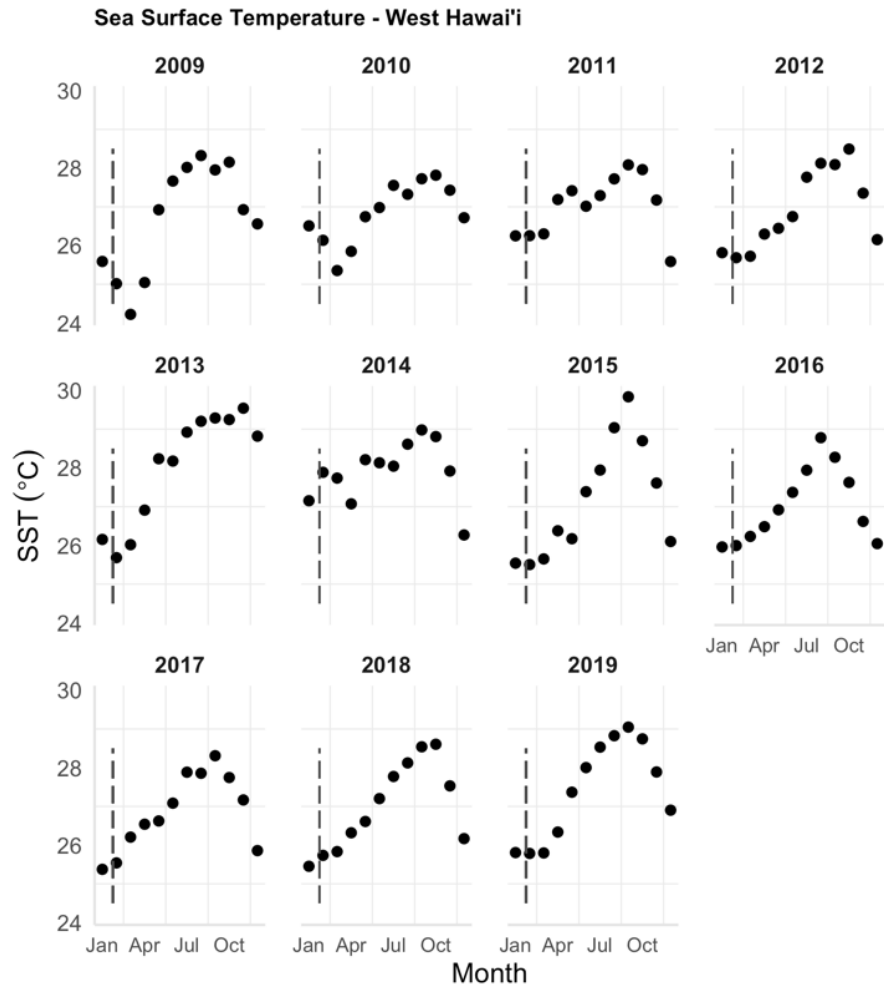 Sea Surface Temperature - West Hawai'i
2009 2010 2011 2012
30
28
26
24
2013 2014 2015 2016
30
28
26
24
SST (°C)
Jan Apr Jul Oct
2017 2018 2019
30
28
26
24
Jan Apr Jul Oct Jan Apr Jul Oct Jan Apr Jul Oct
Month